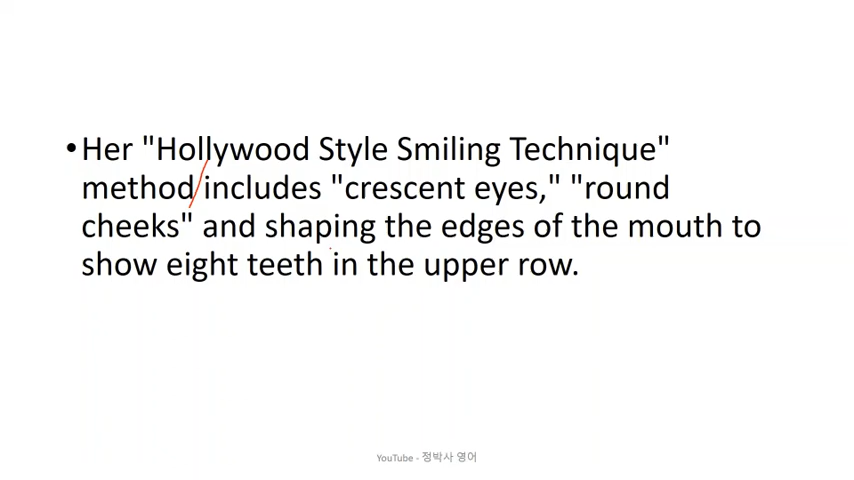 •Her "Hollywood Style Smiling Technique"
method includes "crescent eyes," "round
cheeks" and shaping the edges of the mouth to
show eight teeth in the upper row.
YouTube - 정박사 영어